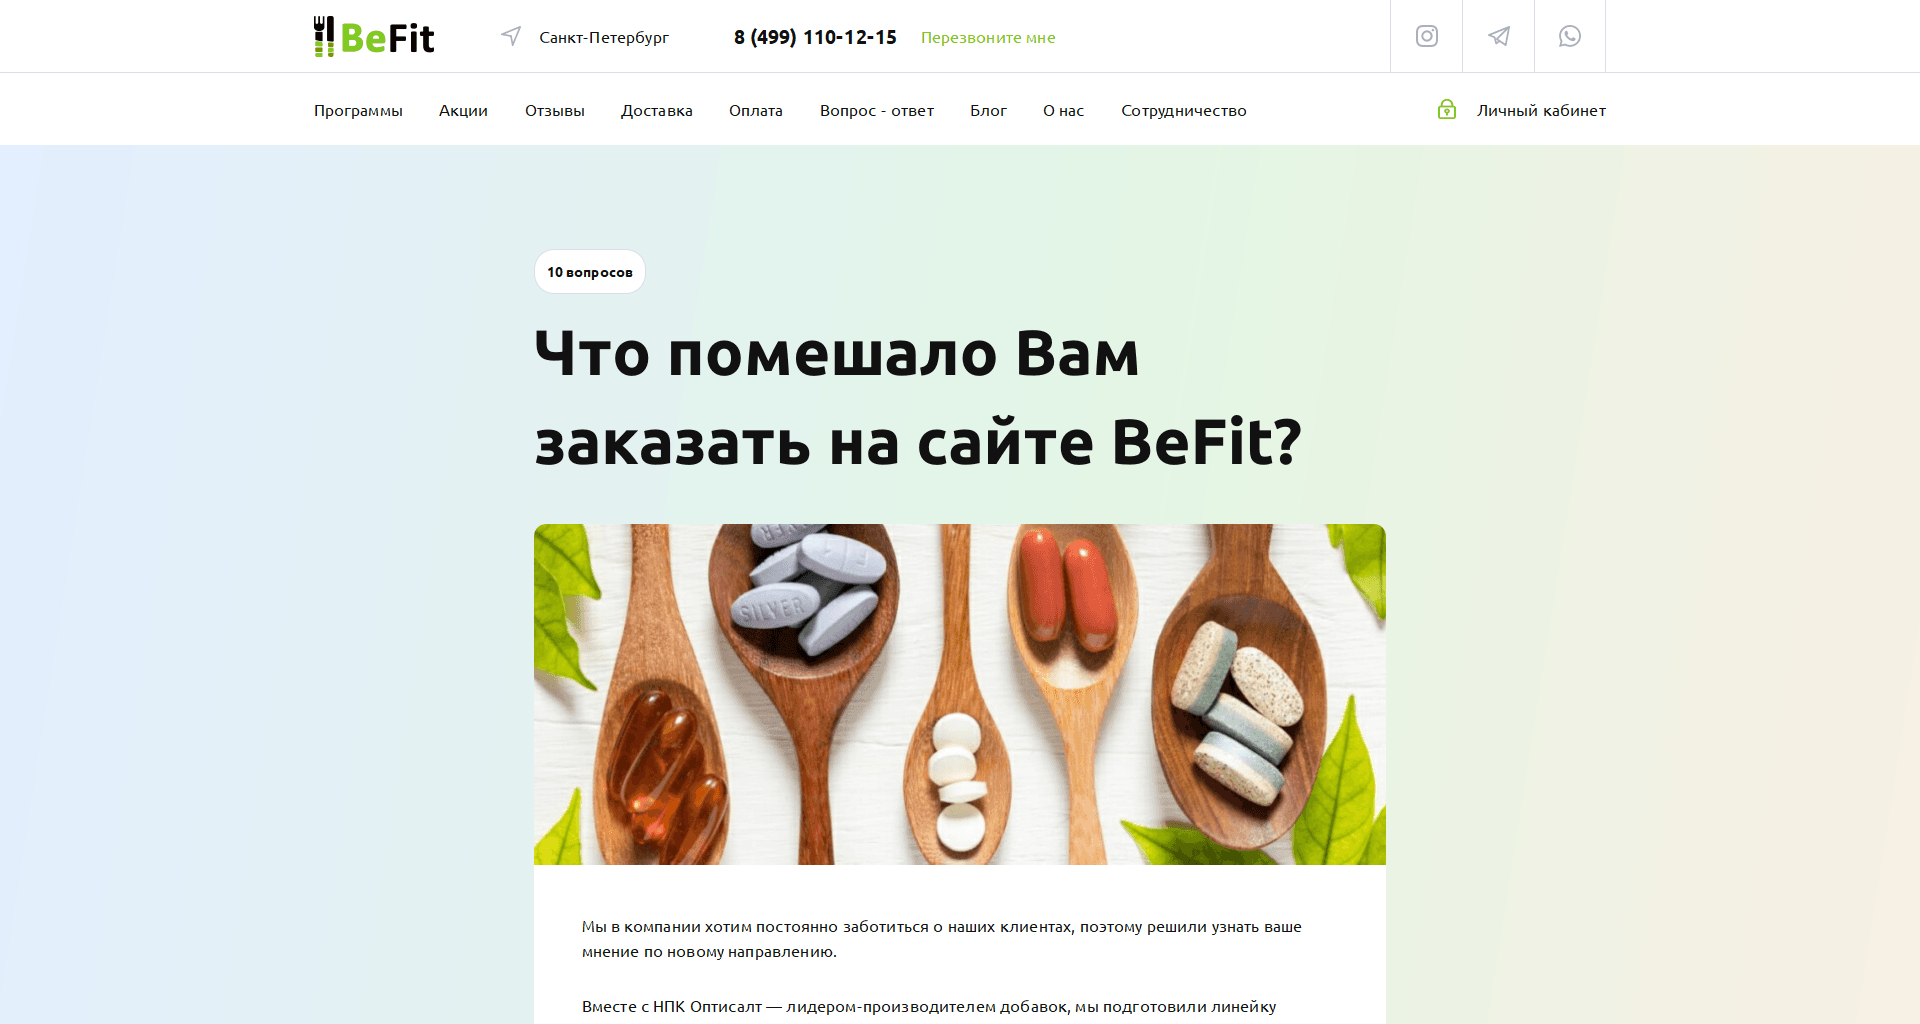 BeFit
Санкт-Петербург
8 (499) 110-12-15
Перезвоните мне
Программы
Акции
Отзывы
Доставка
Оплата
Вопрос - ответ
Блог
О нас
Сотрудничество
Личный кабинет
10 вопросов
Что помешало Вам
заказать на сайте BeFit?
SILVER
SILVER
Мы в компании хотим постоянно заботиться о наших клиентах, поэтому решили узнать ваше
мнение по новому направлению.
Вместе с НПК Оптисалт — лидером-производителем добавок, мы подготовили линейку